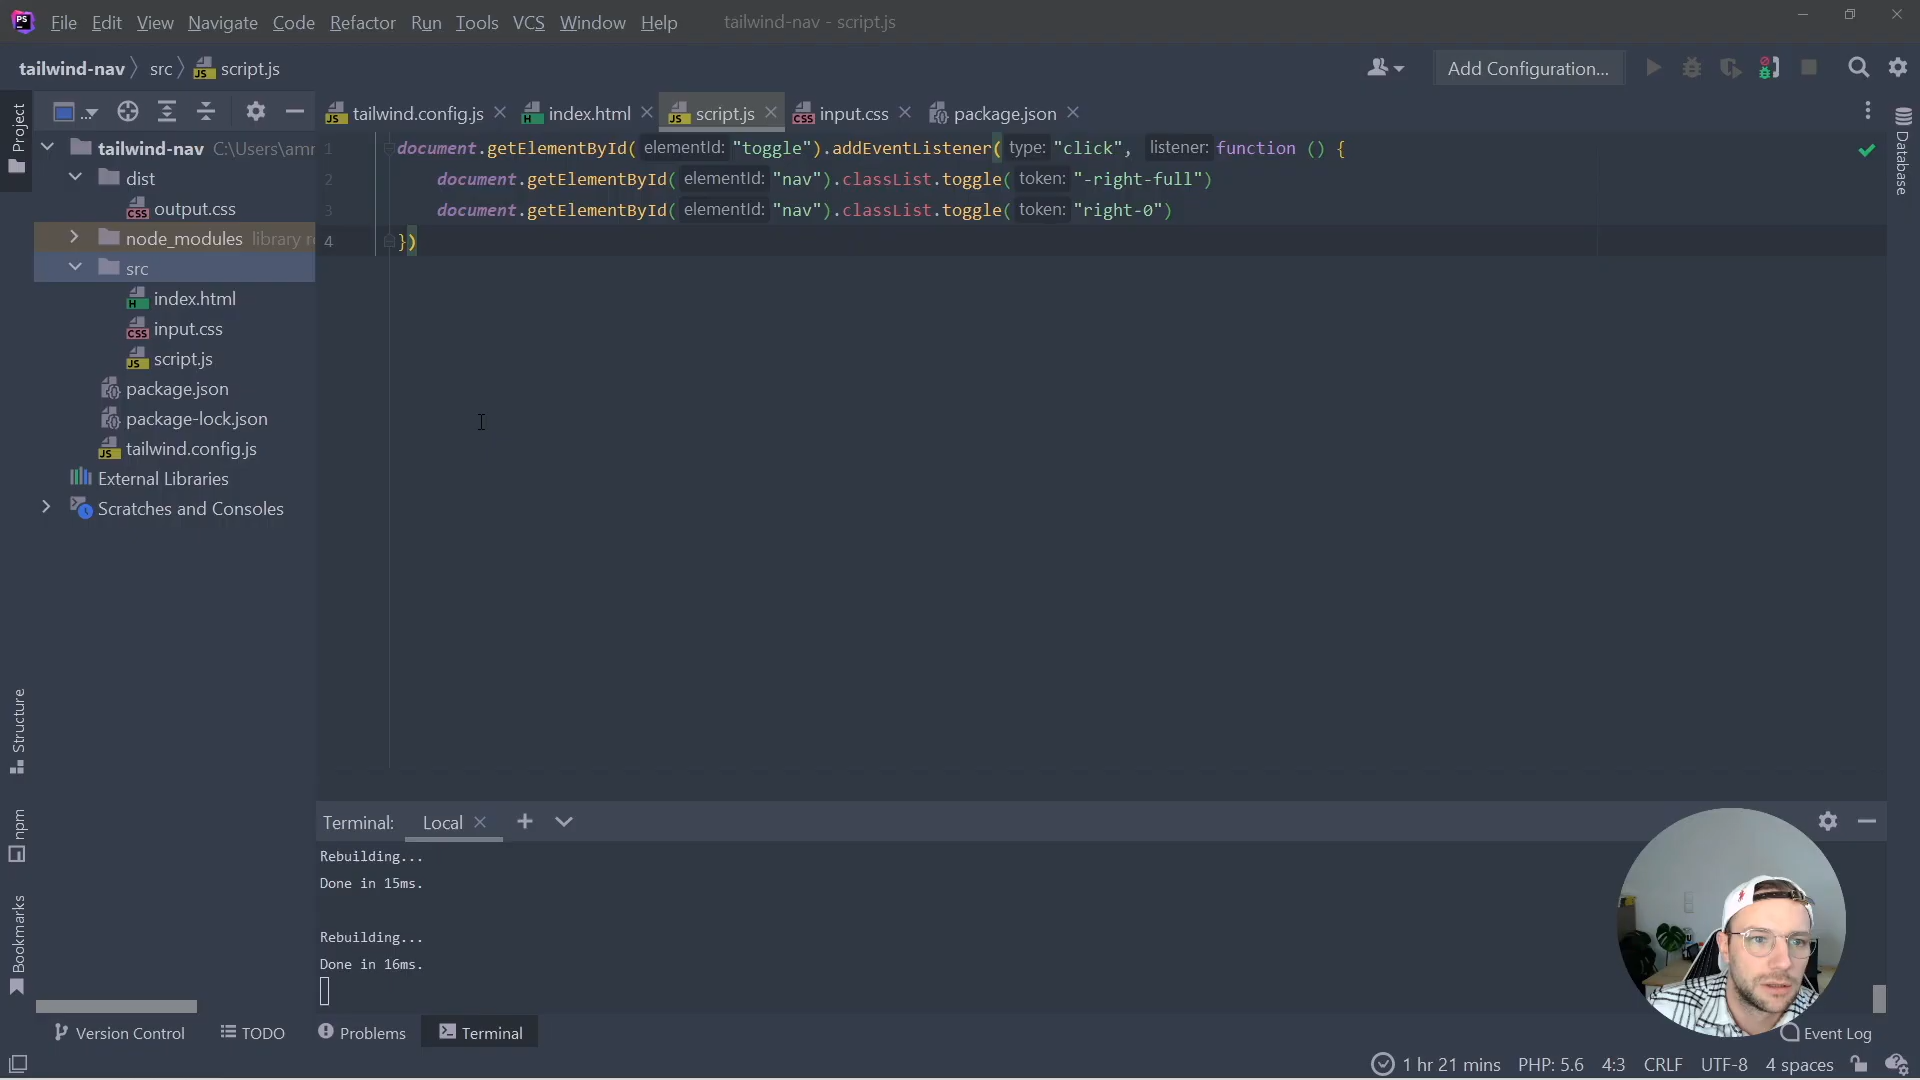 PS File Edit View Navigate Code Refactor Run Tools VCS Window Help tailwind-nav - script.js
tailwind-nav src script.js Add Configuration...
Project
... tailwind.config.js index.html script.js input.css package.json
Database
tailwind-nav C:\Users\amr
dist
output.css
node_modules library r
src
index.html
input.css
script.js
package.json
package-lock.json
tailwind.config.js
External Libraries
Scratches and Consoles
1 document.getElementById( elementId: "toggle").addEventListener( type: "click", listener: function () {
2 document.getElementById( elementId: "nav").classList.toggle( token: "-right-full")
3 document.getElementById( elementId: "nav").classList.toggle( token: "right-0")
4 })
Structure
npm
Bookmarks
Terminal: Local
Rebuilding...
Done in 15ms.
Rebuilding...
Done in 16ms.
Version Control TODO Problems Terminal Event Log
1 hr 21 mins PHP: 5.6 4:3 CRLF UTF-8 4 spaces